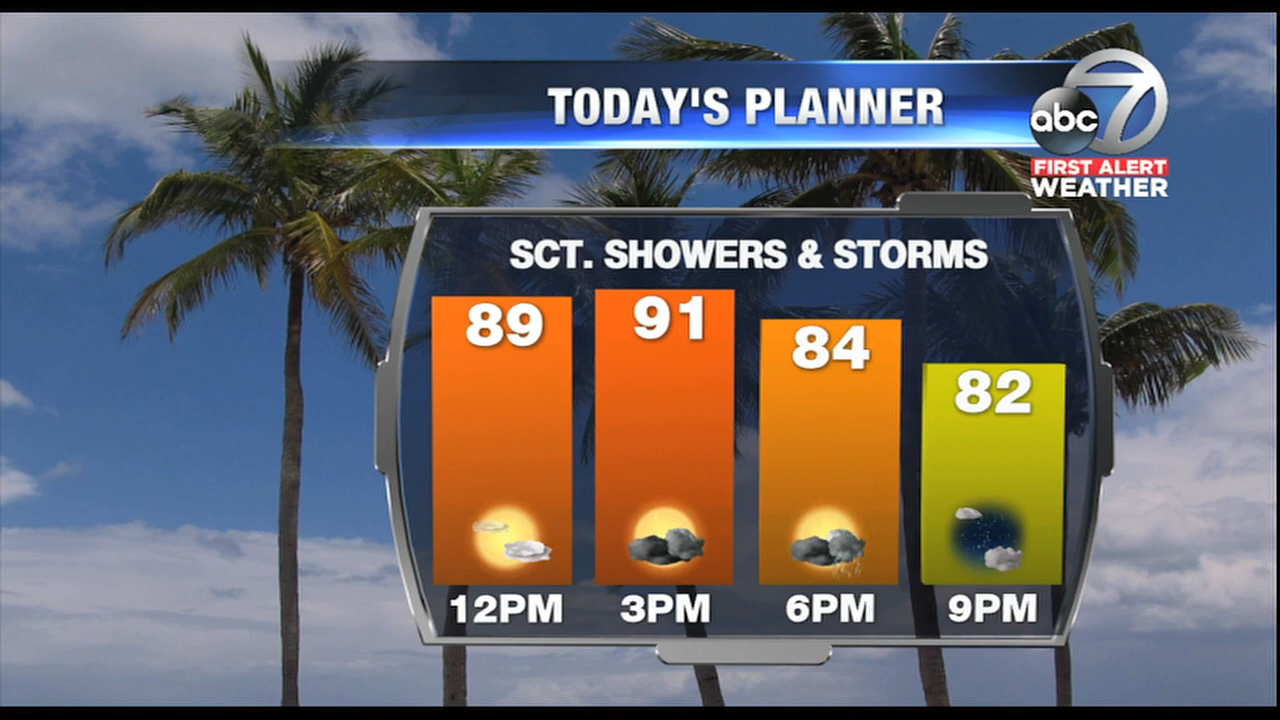 TODAY'S PLANNER
abc 7
FIRST ALERT
WEATHER
SCT. SHOWERS & STORMS
89 91 84 82
12PM 3PM 6PM 9PM